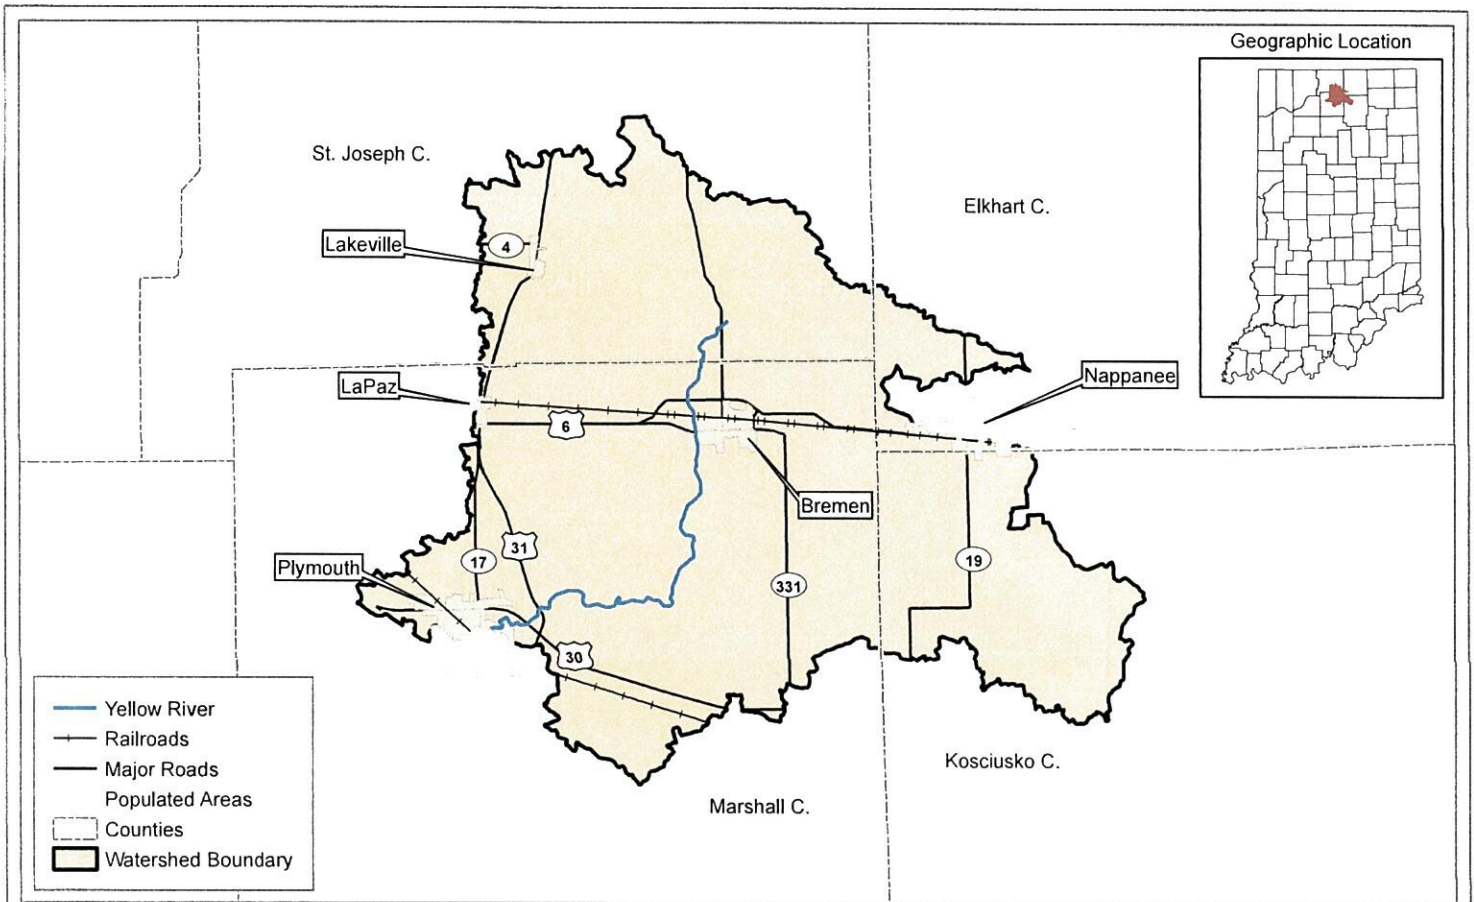 Geographic Location
St. Joseph C.
Elkhart C.
Lakeville
4
LaPaz
Nappanee
6
Bremen
31
17
Plymouth
19
331
30
Yellow River
Railroads
Major Roads
Populated Areas
Counties
Watershed Boundary
Kosciusko C.
Marshall C.